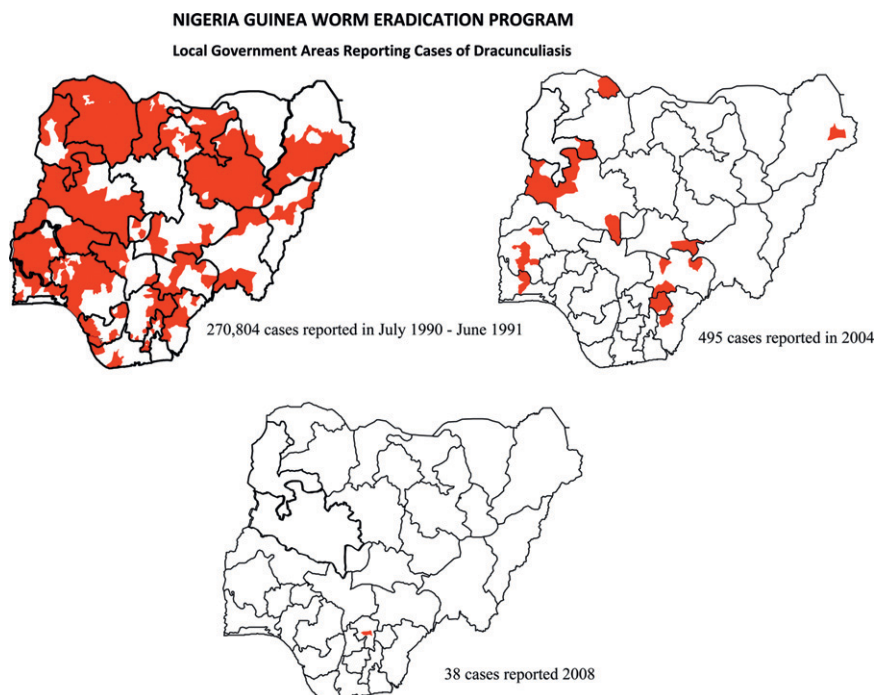 NIGERIA GUINEA WORM ERADICATION PROGRAM
Local Government Areas Reporting Cases of Dracunculiasis
270,804 cases reported in July 1990 - June 1991
495 cases reported in 2004
38 cases reported 2008